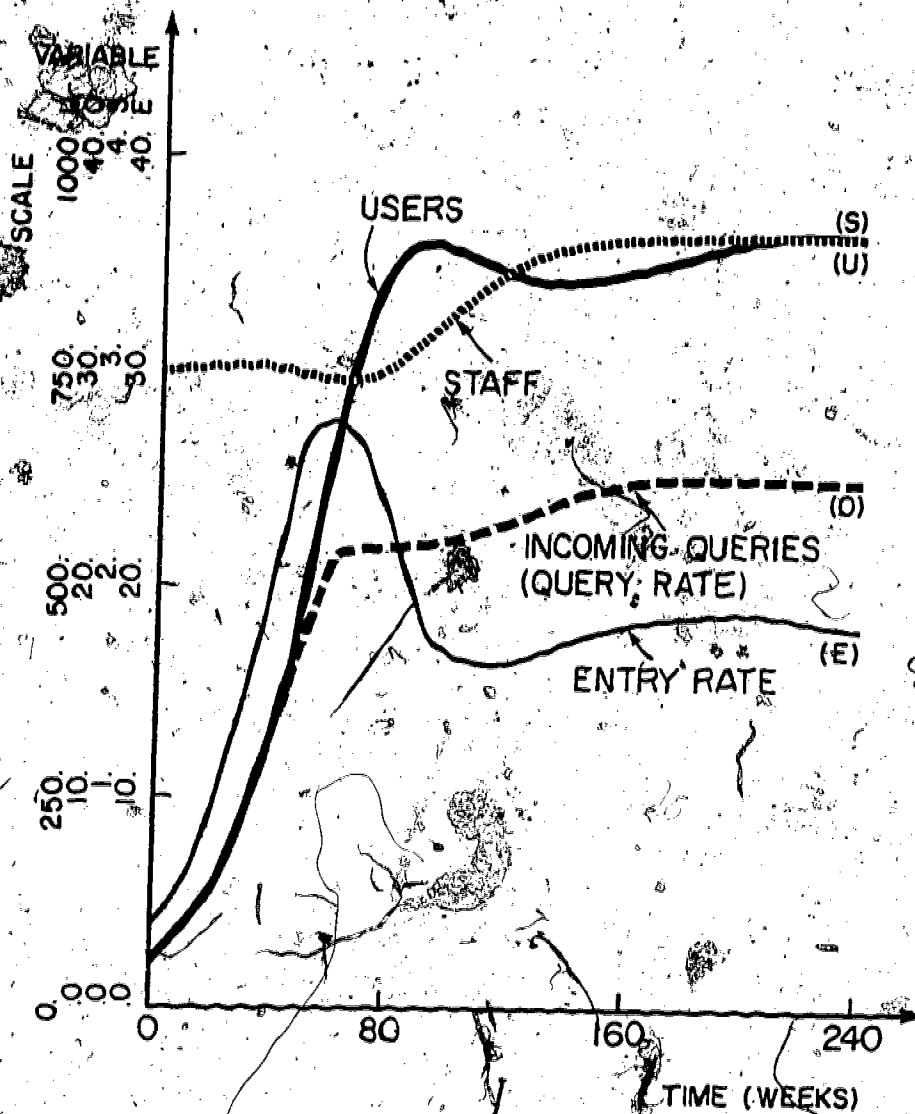 VARIABLE
SCALE
E
1000. 40. 4. 40.
USERS
(S)
(U)
750. 30. 3. 30.
STAFF
(Q)
INCOMING QUERIES
(QUERY RATE)
500. 20. 2. 20.
(E)
ENTRY RATE
250. 10. 1. 10.
0. 0. 0. 0.
0 80 160 240
TIME (WEEKS)